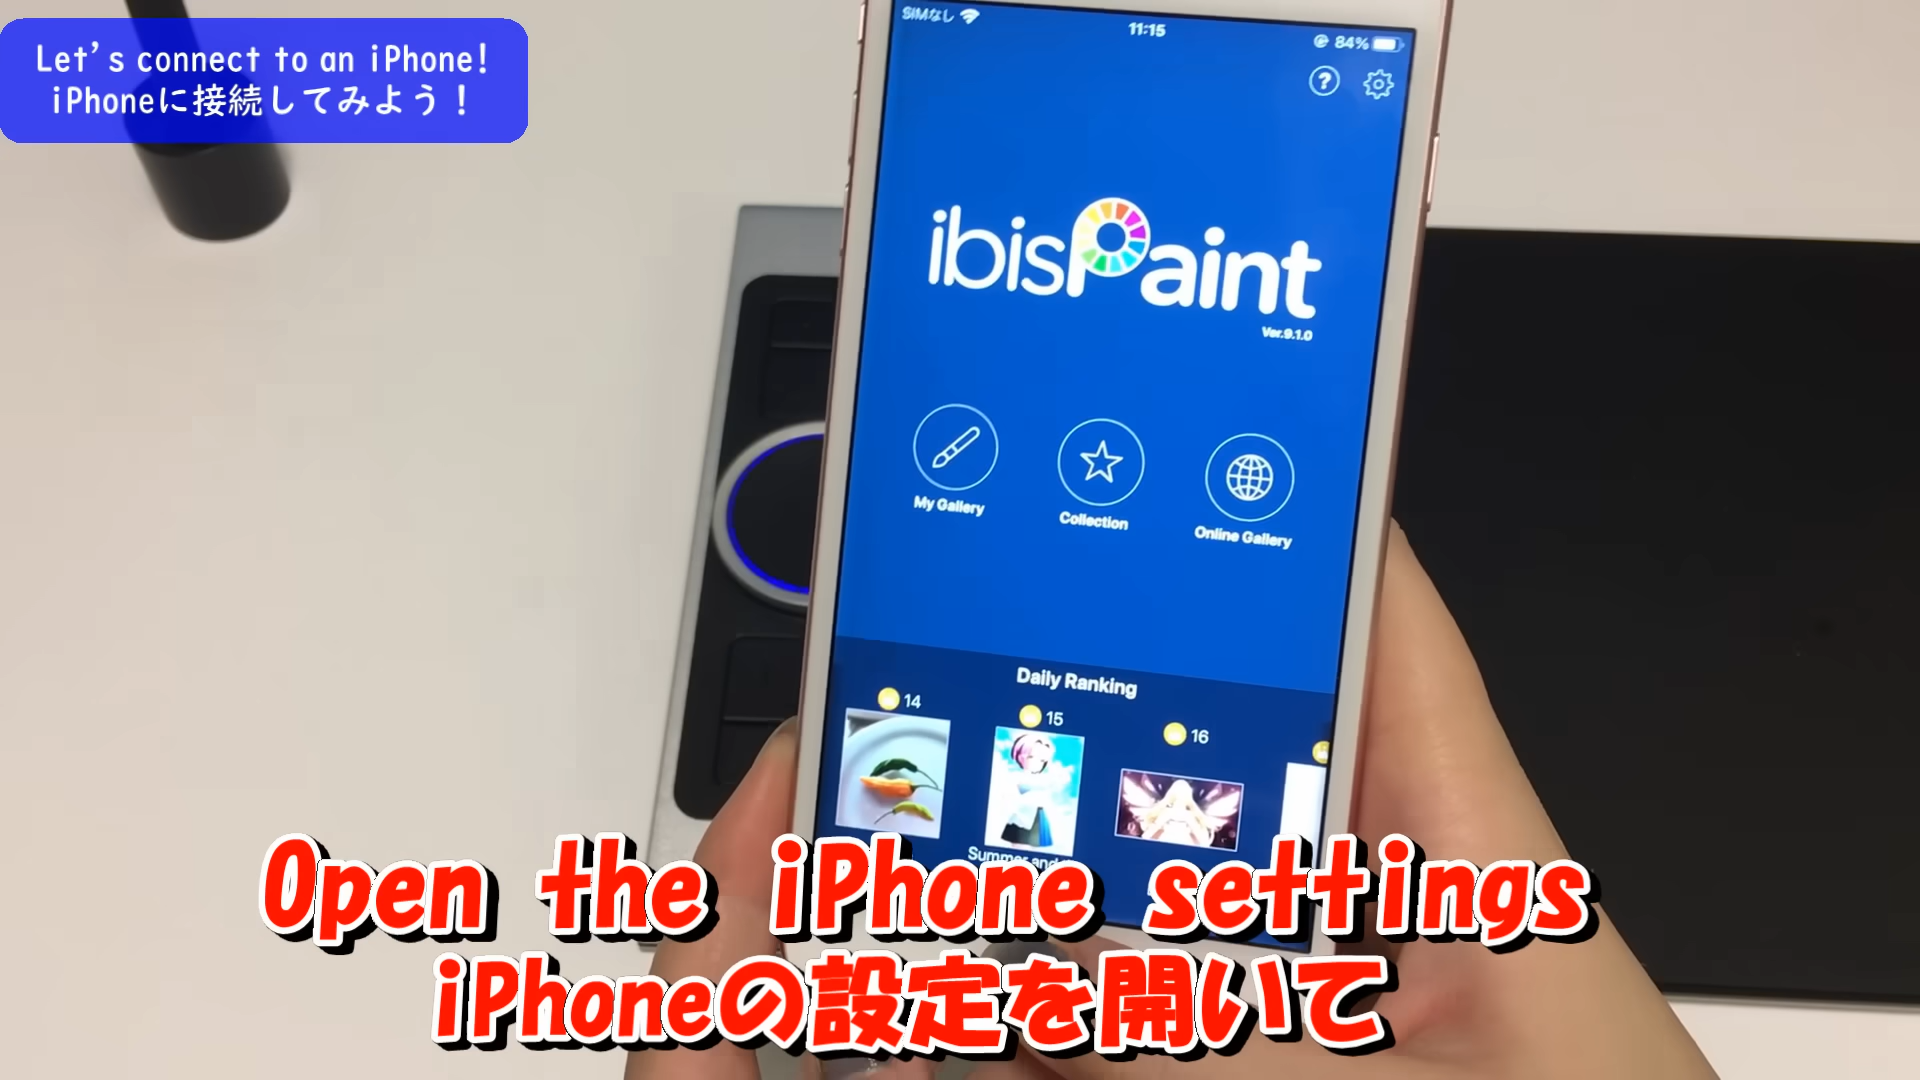 Let's connect to an iPhone!
iPhoneに接続してみよう！
SIMなし
11:15
84%
ibisPaint
Ver.9.1.0
My Gallery
Collection
Online Gallery
Daily Ranking
14
15
16
Summer and
Open the iPhone settings
iPhoneの設定を開いて